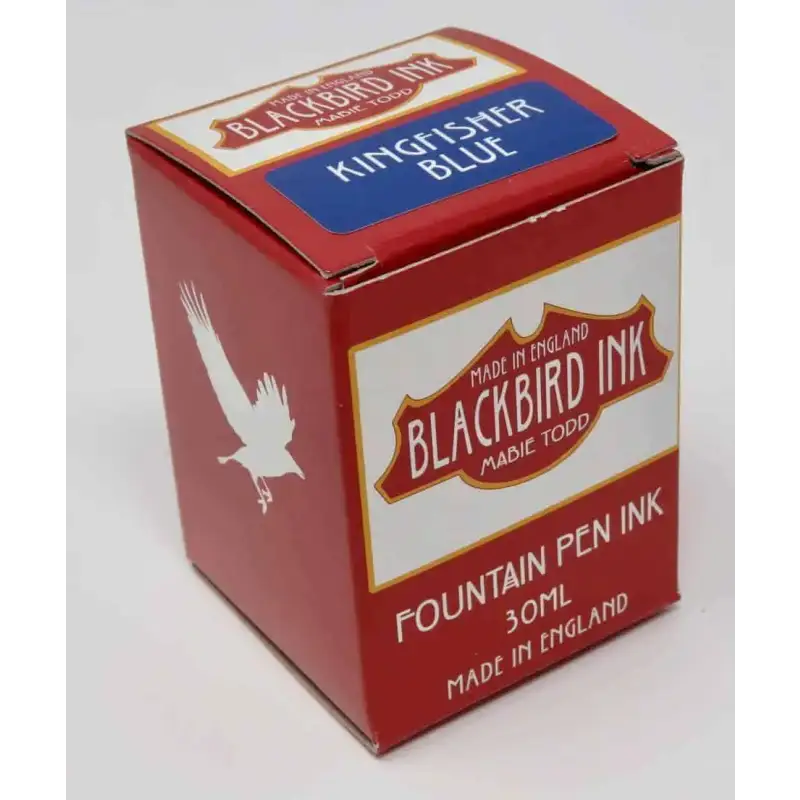 MADE IN ENGLAND
BLACKBIRD INK
MABIE TODD
KINGFISHER
BLUE
MADE IN ENGLAND
BLACKBIRD INK
MABIE TODD
FOUNTAIN PEN INK
30ML
MADE IN ENGLAND